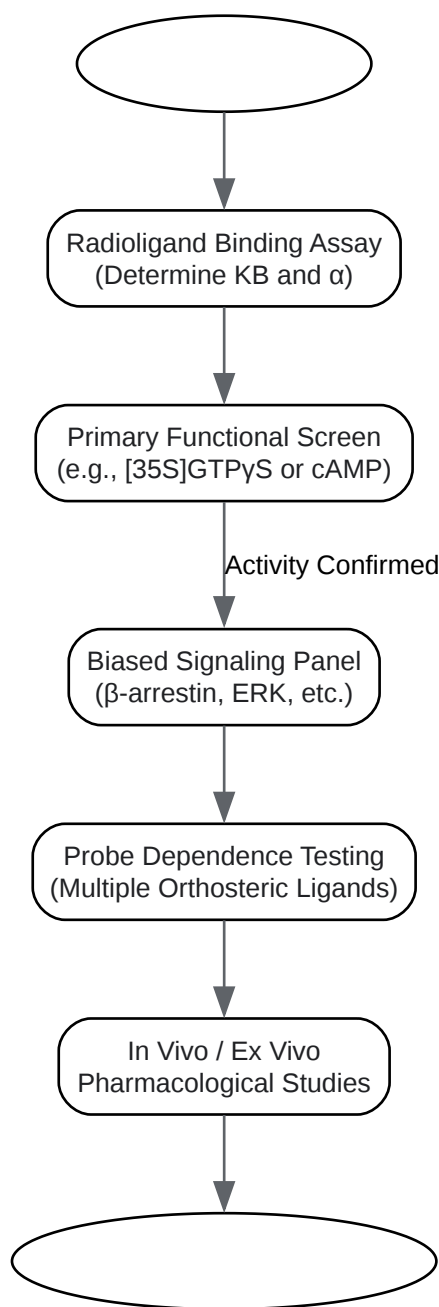 Radioligand Binding Assay
(Determine KB and α)
Primary Functional Screen
(e.g., [35S]GTPγS or cAMP)
Activity Confirmed
Biased Signaling Panel
(β-arrestin, ERK, etc.)
Probe Dependence Testing
(Multiple Orthosteric Ligands)
In Vivo / Ex Vivo
Pharmacological Studies